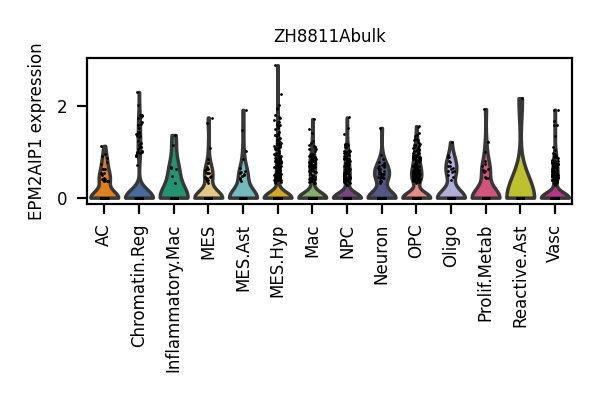 ZH8811Abulk
EPM2AIP1 expression
2
0
AC
Chromatin.Reg
Inflammatory.Mac
MES
MES.Ast
MES.Hyp
Mac
NPC
Neuron
OPC
Oligo
Prolif.Metab
Reactive.Ast
Vasc